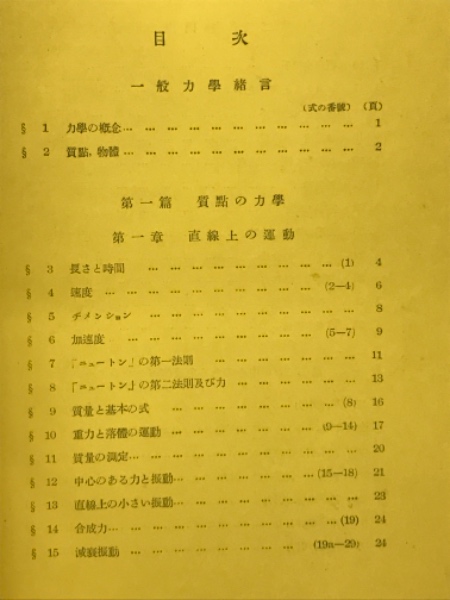 目次
一般力學緒言
(式の番號) (頁)
§ 1 力學の概念… … … … … … … … … … … 1
§ 2 質點, 物體… … … … … … … … … … … 2
第一篇 質點の力學
第一章 直線上の運動
§ 3 長さと時間 … … … … … … … … (1) 4
§ 4 速度 … … … … … … … … … (2—4) 6
§ 5 ヂメンション … … … … … … … … … 8
§ 6 加速度 … … … … … … … … (5—7) 9
§ 7 「ニュートン」の第一法則 … … … … … … 11
§ 8 「ニュートン」の第二法則及び力 … … … … … 13
§ 9 質量と基本の式 … … … … … … … (8) 16
§ 10 重力と落體の運動 … … … … … … (9—14) 17
§ 11 質量の測定… … … … … … … … … … 20
§ 12 中心のある力と振動… … … … … … (15—18) 21
§ 13 直線上の小さい振動… … … … … … … … 23
§ 14 合成力… … … … … … … … … (19) 24
§ 15 減衰振動 … … … … … … … (19a—29) 24